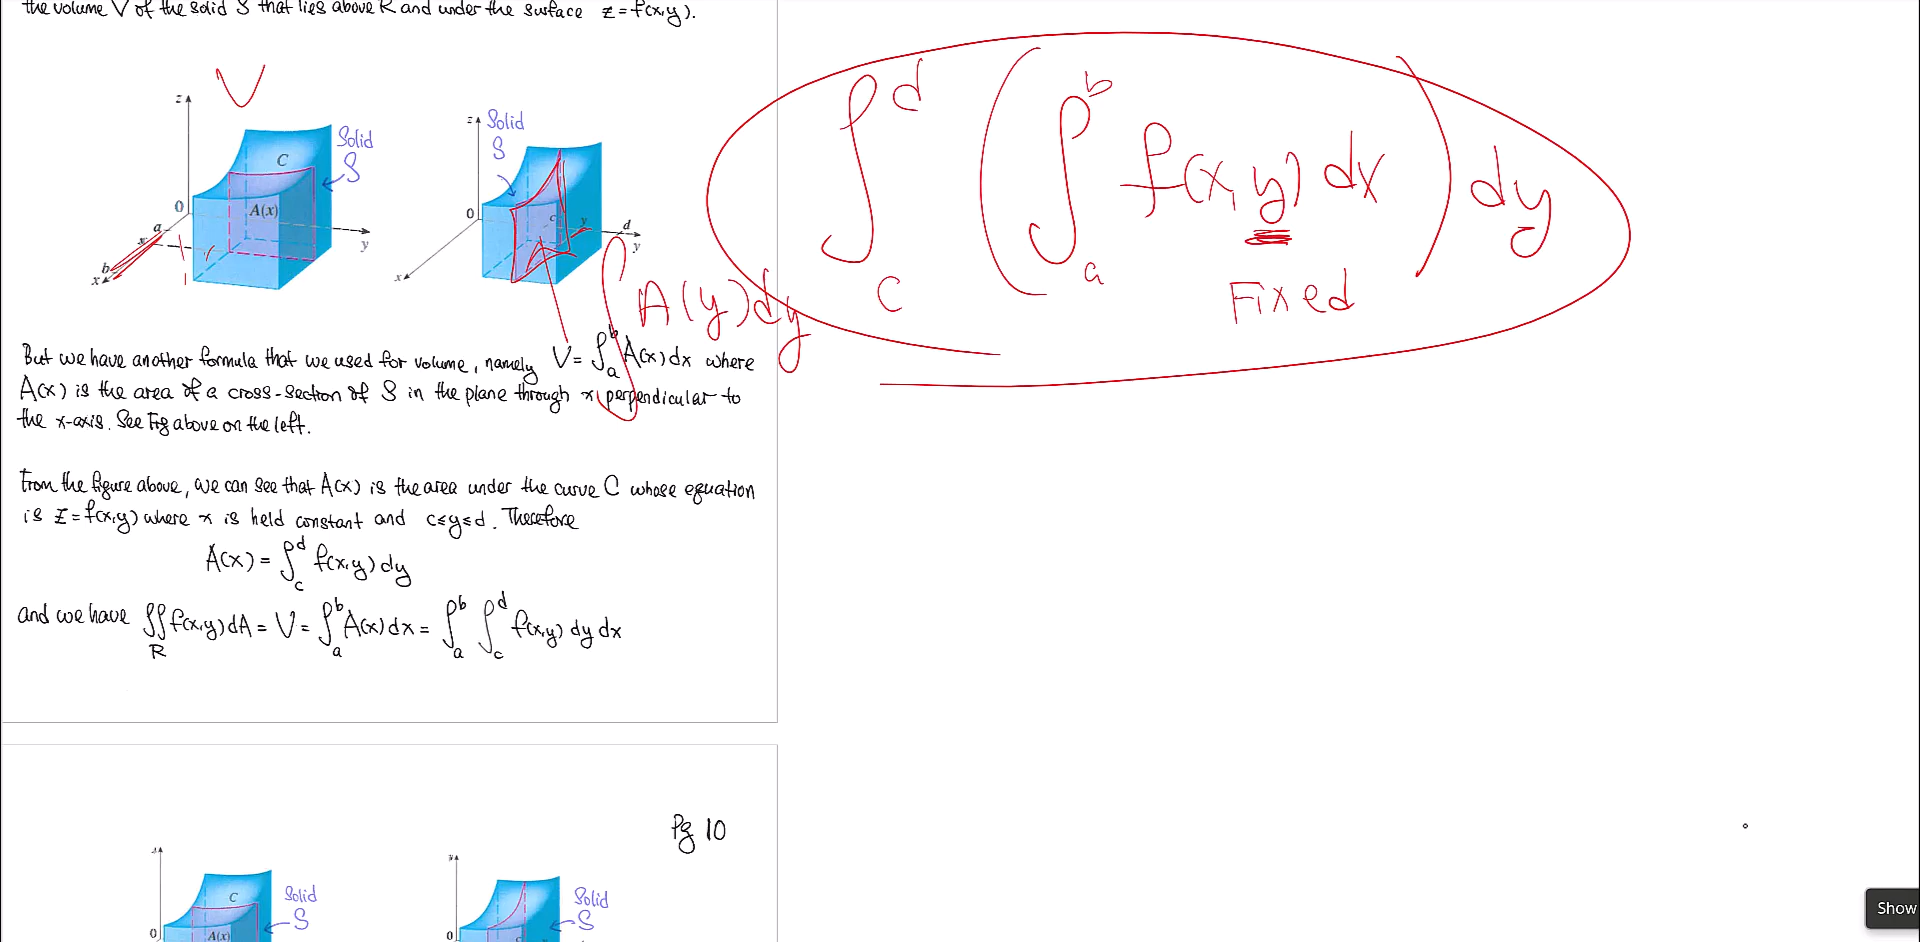 the volume V of the solid S that lies above R and under the surface z = f(x,y).
V
z
Solid
S
C
A(x)
0
a
x
b
x
y
z
Solid
S
0
c
y
d
y
x
∫ A(y) dy
∫_c^d ( ∫_a^b f(x,y) dx ) dy
Fixed
But we have another formula that we used for volume, namely V = ∫_a^b A(x) dx where
A(x) is the area of a cross-section of S in the plane through x perpendicular to
the x-axis. See Fig above on the left.
From the figure above, we can see that A(x) is the area under the curve C whose equation
is z = f(x,y) where x is held constant and c≤y≤d. Therefore
A(x) = ∫_c^d f(x,y) dy
and we have ∬_R f(x,y) dA = V = ∫_a^b A(x) dx = ∫_a^b ∫_c^d f(x,y) dy dx
Pg 10
C
Solid
S
0
A(x)
Solid
S
0
Show